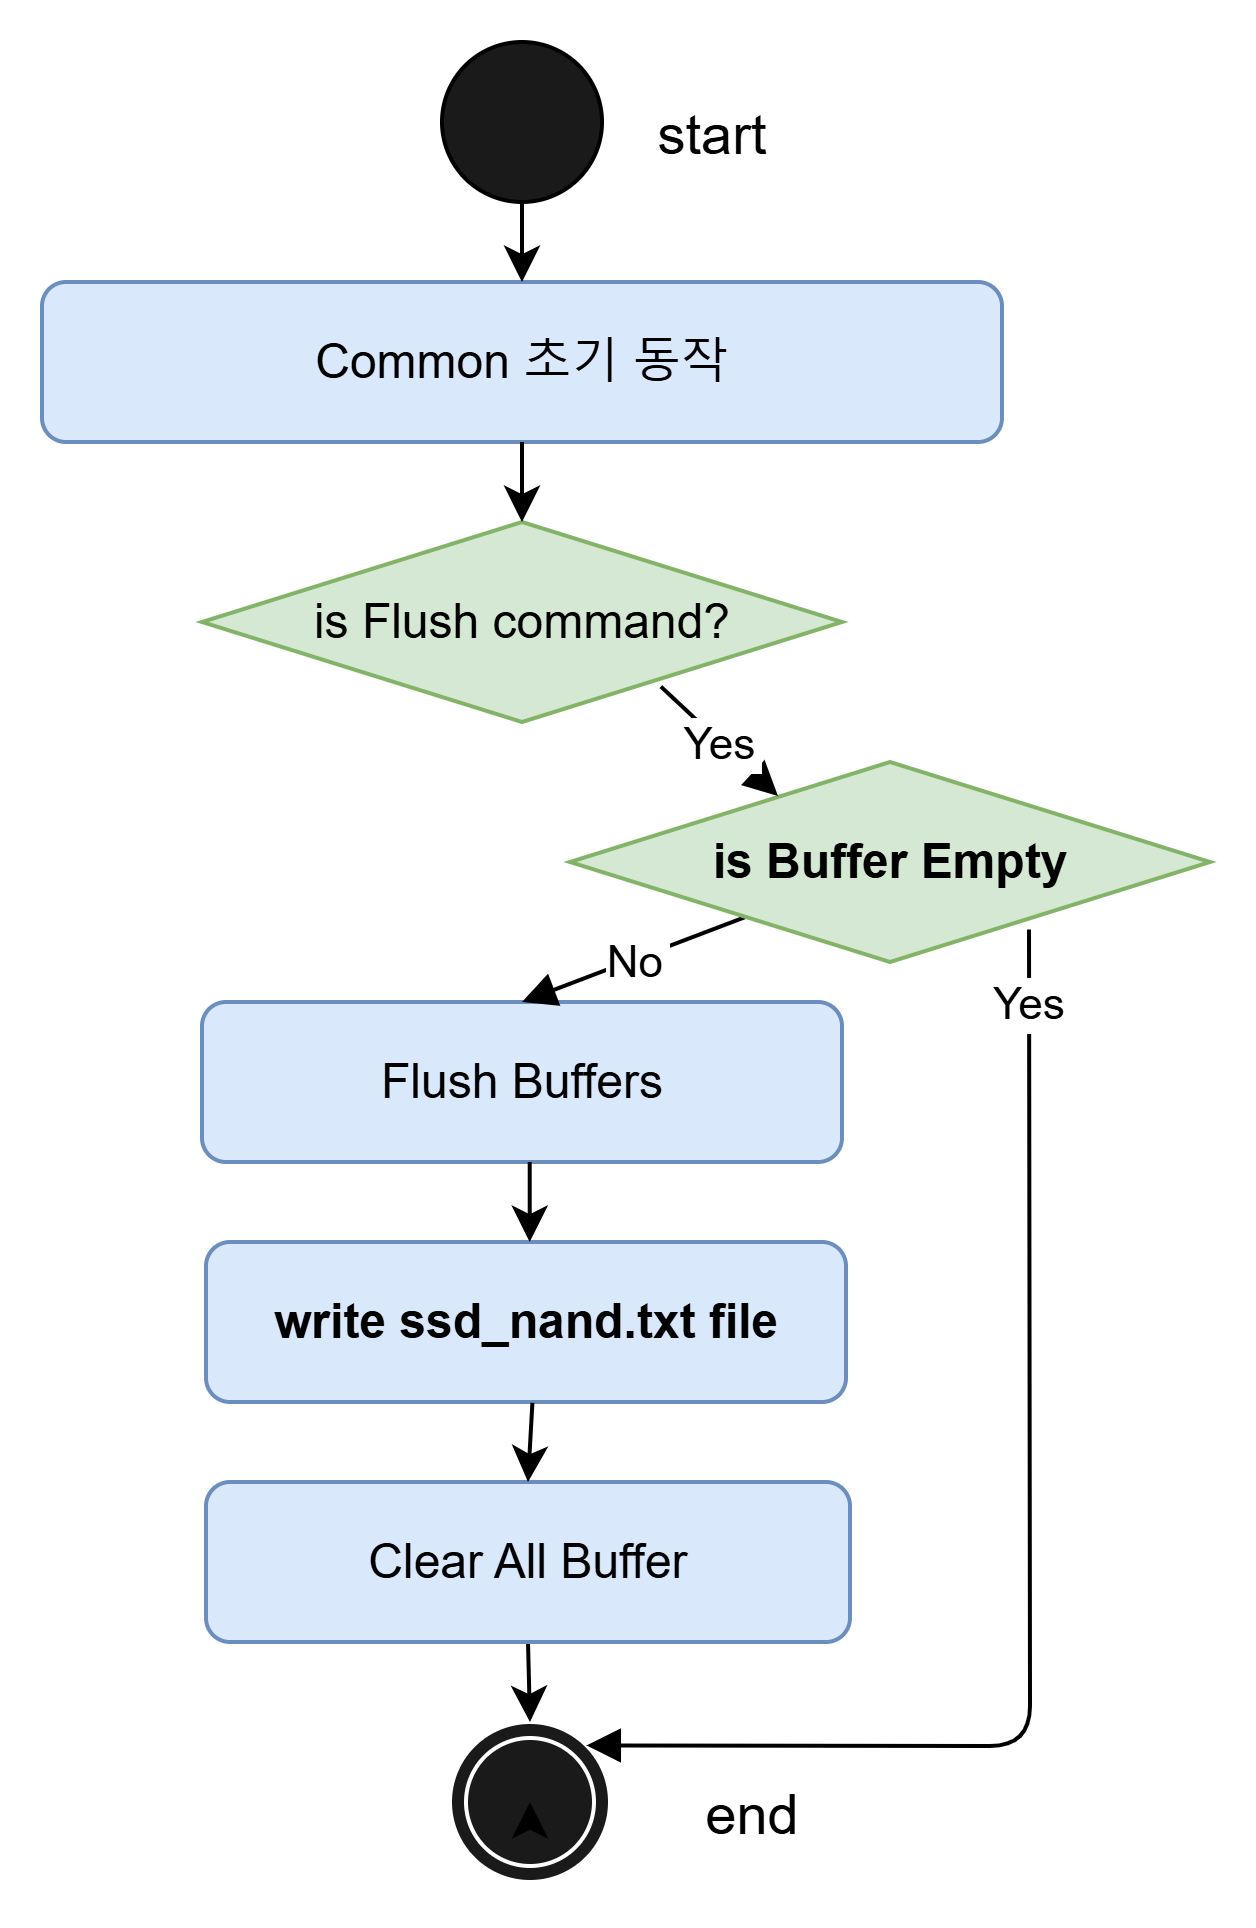 start
Common 초기 동작
is Flush command?
Yes
is Buffer Empty
No
Yes
Flush Buffers
write ssd_nand.txt file
Clear All Buffer
end